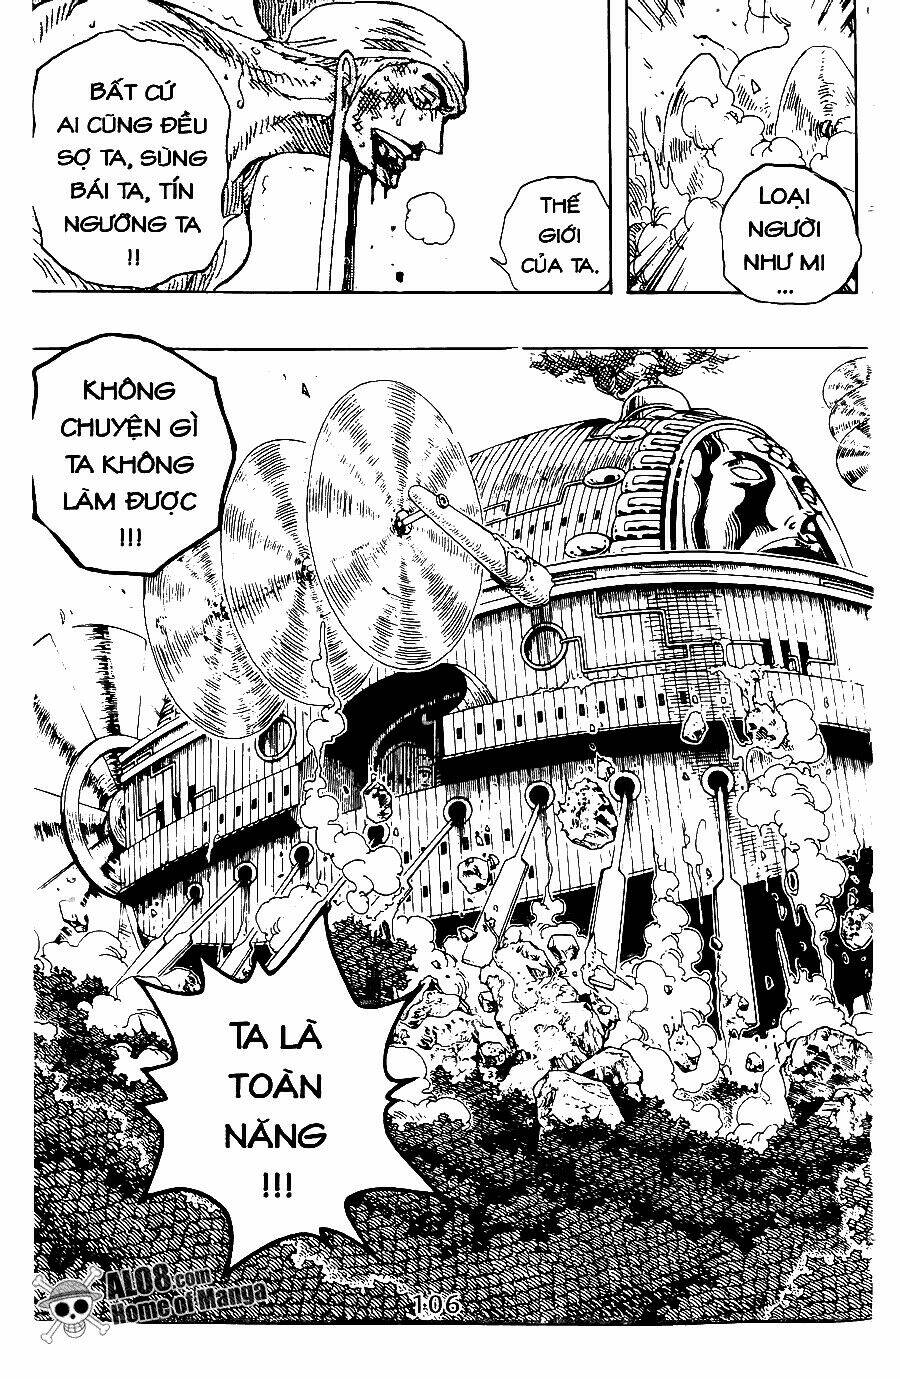 LOẠI
NGƯỜI
NHƯ MI
...
THẾ
GIỚI
CỦA TA.
BẤT CỨ
AI CŨNG ĐỀU
SỢ TA, SÙNG
BÁI TA, TÍN
NGƯỠNG TA
!!
KHÔNG
CHUYỆN GÌ
TA KHÔNG
LÀM ĐƯỢC
!!!
TA LÀ
TOÀN
NĂNG
!!!
ALO8.com
Home of Manga
106